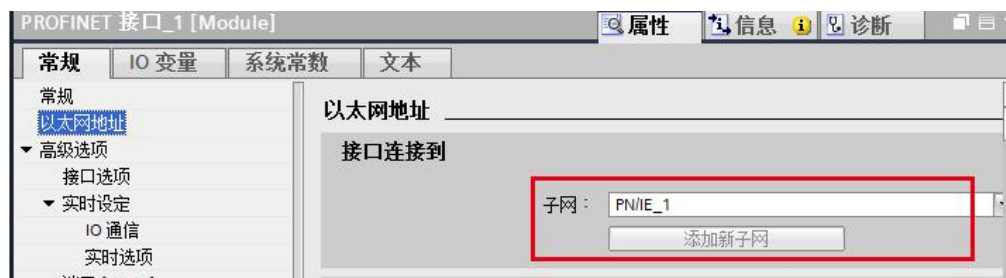 PROFINET 接口_1 [Module]
属性 信息 诊断
常规 IO 变量 系统常数 文本
常规
以太网地址
高级选项
接口选项
实时设定
IO 通信
实时选项
以太网地址
接口连接到
子网： PN/IE_1
添加新子网